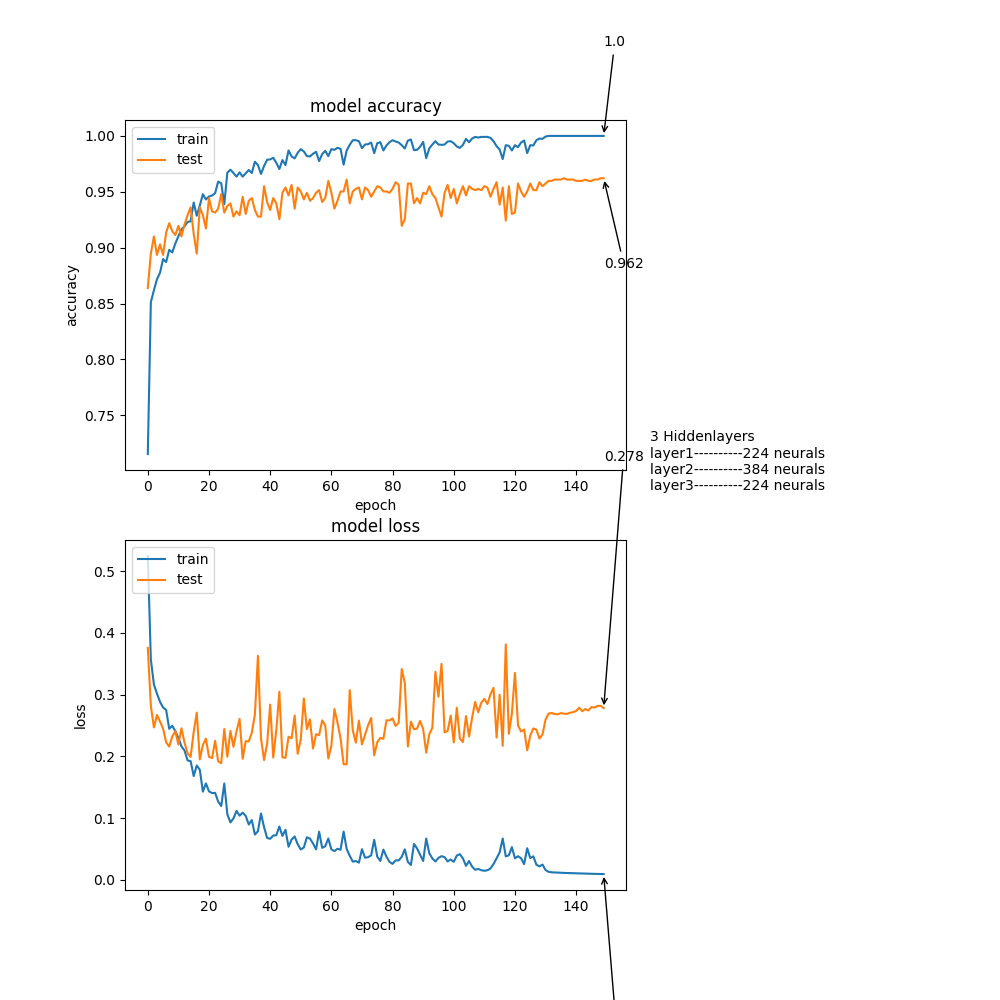 1.0
model accuracy
train
test
1.00
0.95
0.90
0.85
0.80
0.75
accuracy
0 20 40 60 80 100 120 140
epoch
0.962
0.278
3 Hiddenlayers
layer1----------224 neurals
layer2----------384 neurals
layer3----------224 neurals
model loss
train
test
0.5
0.4
0.3
0.2
0.1
0.0
loss
0 20 40 60 80 100 120 140
epoch